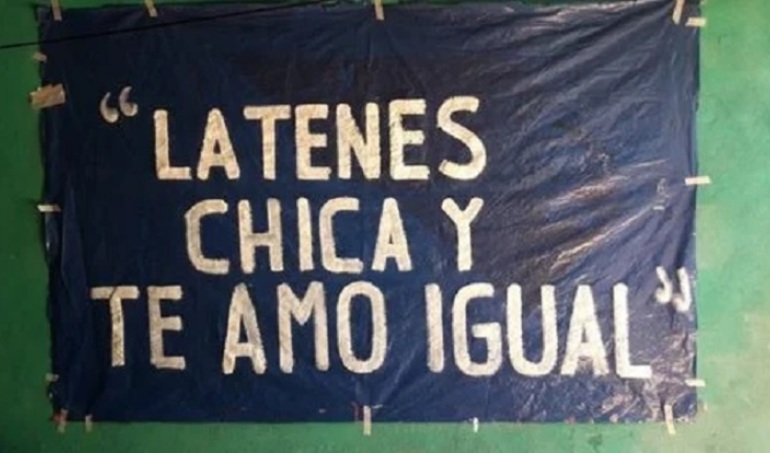 “LATENES
CHICA Y
TE AMO IGUAL”